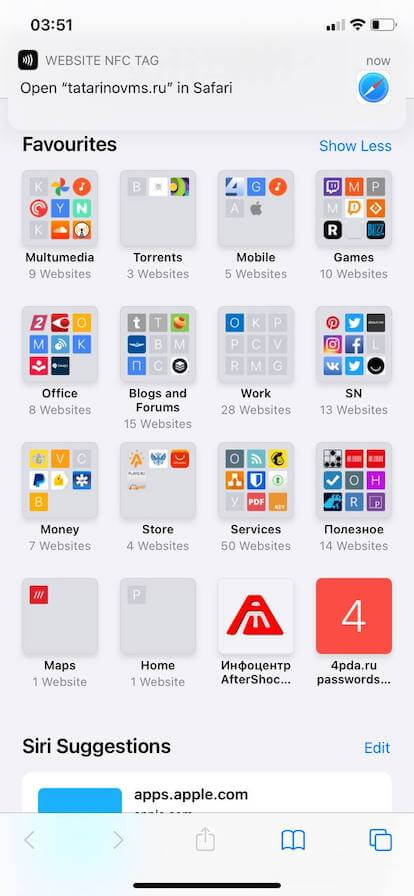 03:51
WEBSITE NFC TAG
now
Open “tatarinovms.ru” in Safari
Favourites
Show Less
Multumedia
9 Websites
Torrents
3 Websites
Mobile
5 Websites
Games
10 Websites
Office
8 Websites
Blogs and
Forums
15 Websites
Work
28 Websites
SN
13 Websites
Money
7 Websites
Store
4 Websites
Services
50 Websites
Полезное
14 Websites
Maps
1 Website
Home
1 Website
Инфоцентр
AfterShoc...
4
4pda.ru
passwords...
Siri Suggestions
Edit
apps.apple.com